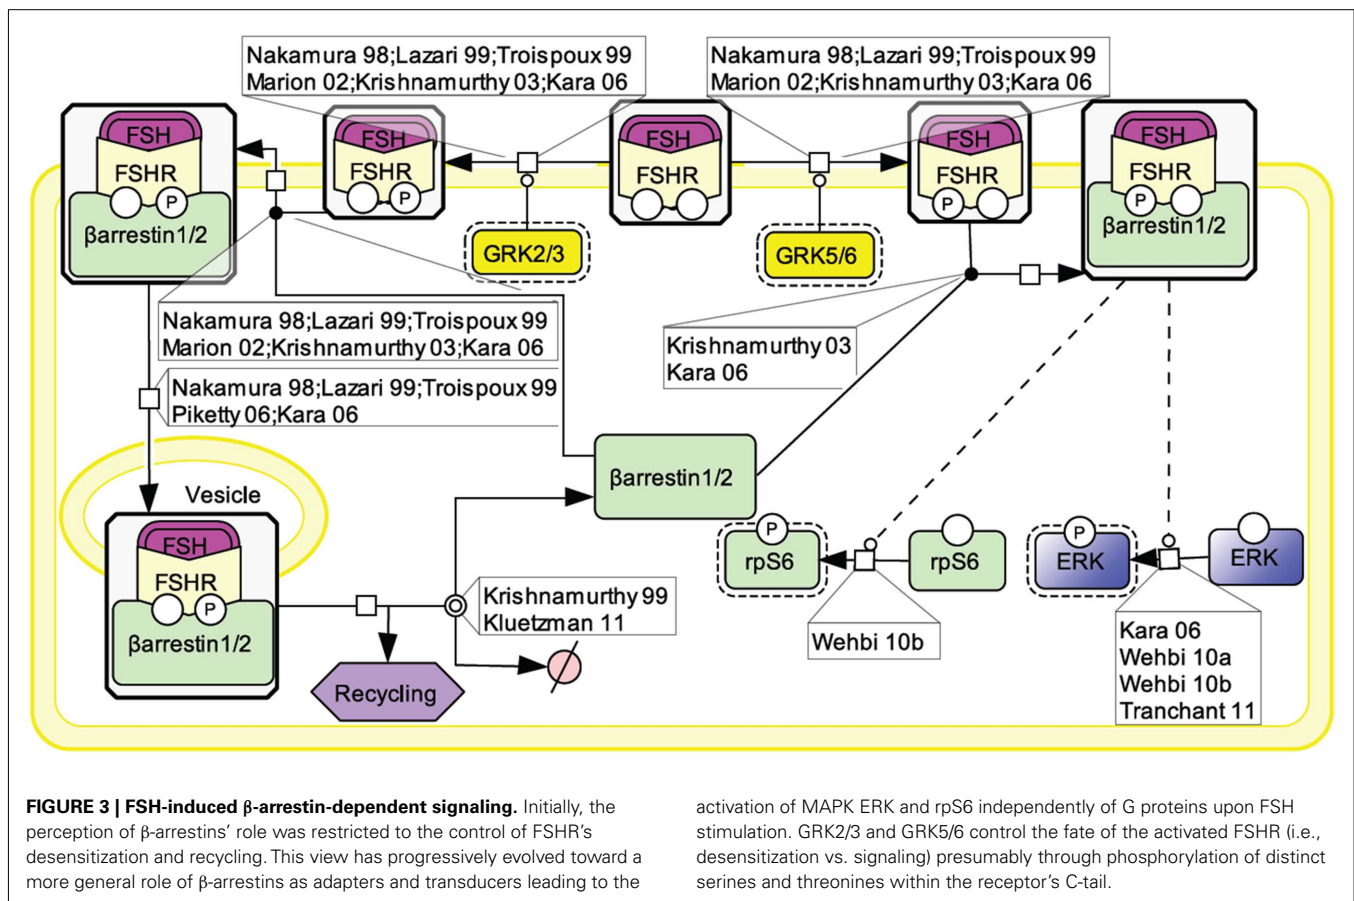 Nakamura 98;Lazari 99;Troispoux 99
Marion 02;Krishnamurthy 03;Kara 06
Nakamura 98;Lazari 99;Troispoux 99
Marion 02;Krishnamurthy 03;Kara 06
FSH
FSHR
P
βarrestin1/2
FSH
FSHR
P
FSH
FSHR
FSH
FSHR
P
FSH
FSHR
P
βarrestin1/2
GRK2/3
GRK5/6
Nakamura 98;Lazari 99;Troispoux 99
Marion 02;Krishnamurthy 03;Kara 06
Krishnamurthy 03
Kara 06
Nakamura 98;Lazari 99;Troispoux 99
Piketty 06;Kara 06
βarrestin1/2
Vesicle
FSH
FSHR
P
βarrestin1/2
P
rpS6
rpS6
P
ERK
ERK
Krishnamurthy 99
Kluetzman 11
Wehbi 10b
Kara 06
Wehbi 10a
Wehbi 10b
Tranchant 11
Recycling
FIGURE 3 | FSH-induced β-arrestin-dependent signaling. Initially, the
perception of β-arrestins' role was restricted to the control of FSHR's
desensitization and recycling. This view has progressively evolved toward a
more general role of β-arrestins as adapters and transducers leading to the
activation of MAPK ERK and rpS6 independently of G proteins upon FSH
stimulation. GRK2/3 and GRK5/6 control the fate of the activated FSHR (i.e.,
desensitization vs. signaling) presumably through phosphorylation of distinct
serines and threonines within the receptor's C-tail.